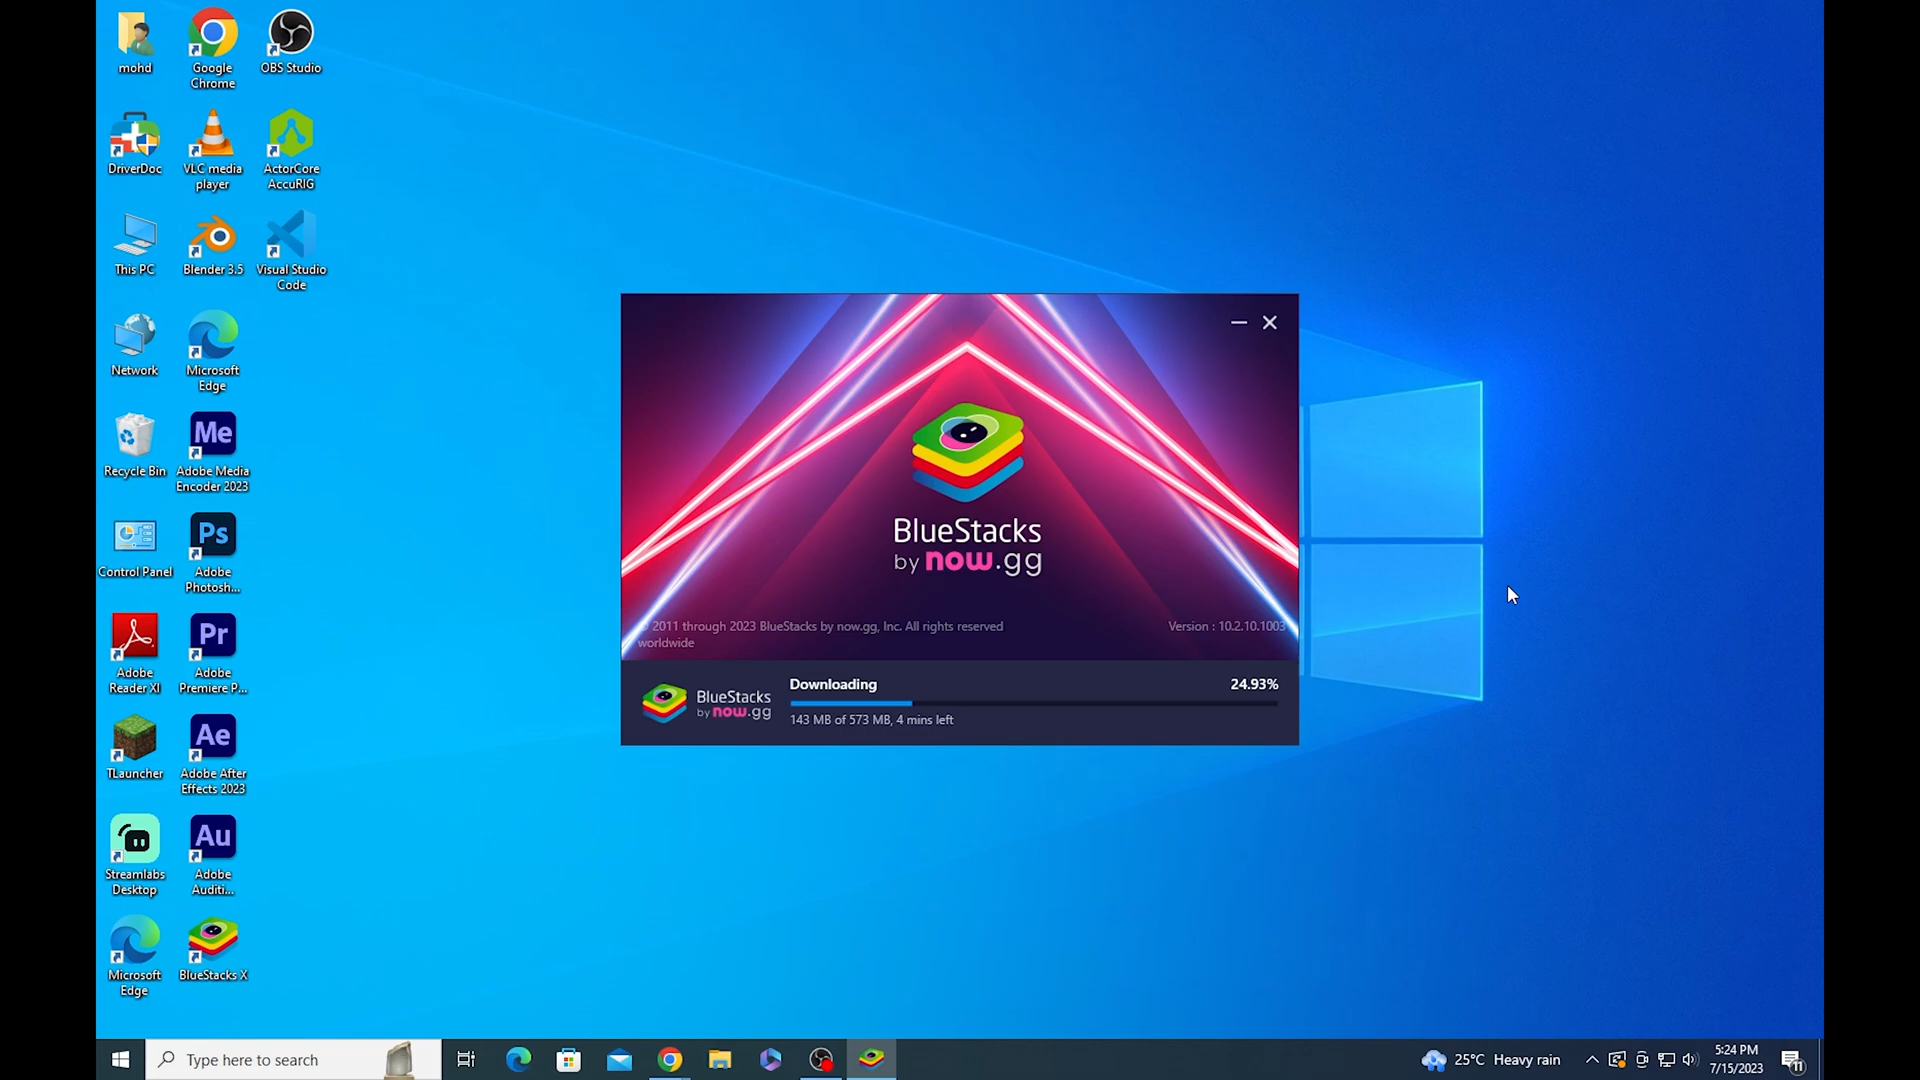 mohd
Google
Chrome
OBS Studio
DriverDoc
VLC media
player
ActorCore
AccuRIG
This PC
Blender 3.5
Visual Studio
Code
Network
Microsoft
Edge
Recycle Bin
Me
Adobe Media
Encoder 2023
Control Panel
Ps
Adobe
Photosh...
Adobe
Reader XI
Pr
Adobe
Premiere P...
TLauncher
Ae
Adobe After
Effects 2023
Streamlabs
Desktop
Au
Adobe
Auditi...
Microsoft
Edge
BlueStacks X
BlueStacks
by now.gg
© 2011 through 2023 BlueStacks by now.gg, Inc. All rights reserved
worldwide
Version : 10.2.10.1003
BlueStacks
by now.gg
Downloading
24.93%
143 MB of 573 MB, 4 mins left
Type here to search
25°C Heavy rain
5:24 PM
7/15/2023
11